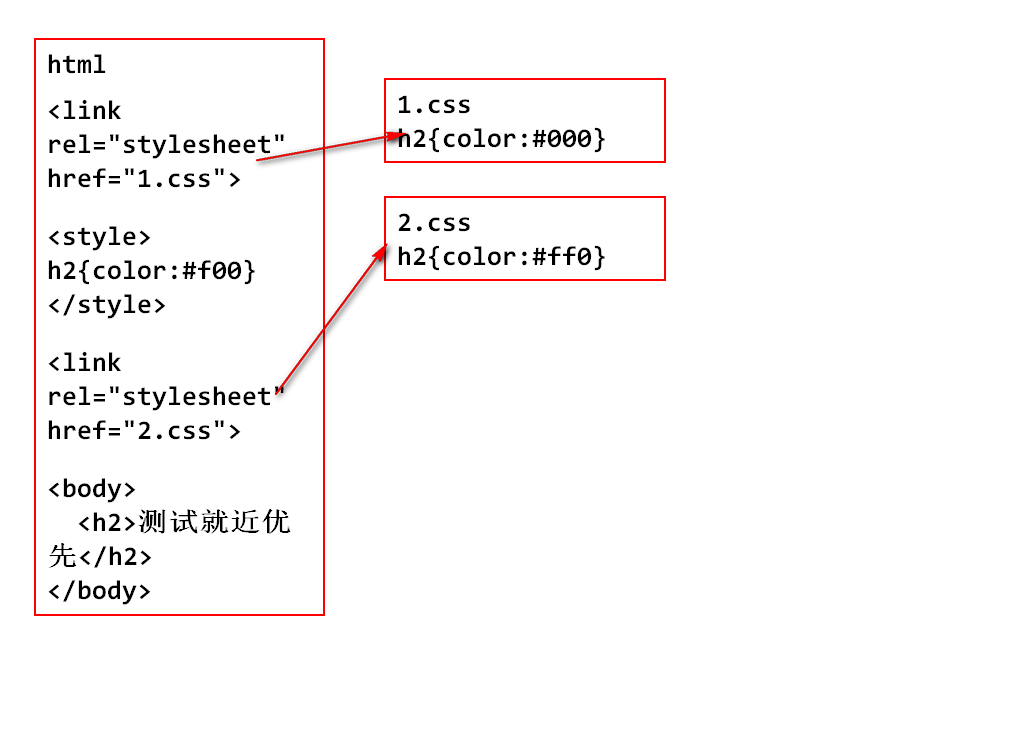 html
<link
rel="stylesheet"
href="1.css">
<style>
h2{color:#f00}
</style>
<link
rel="stylesheet"
href="2.css">
<body>
  <h2>测试就近优
先</h2>
</body>
1.css
h2{color:#000}
2.css
h2{color:#ff0}